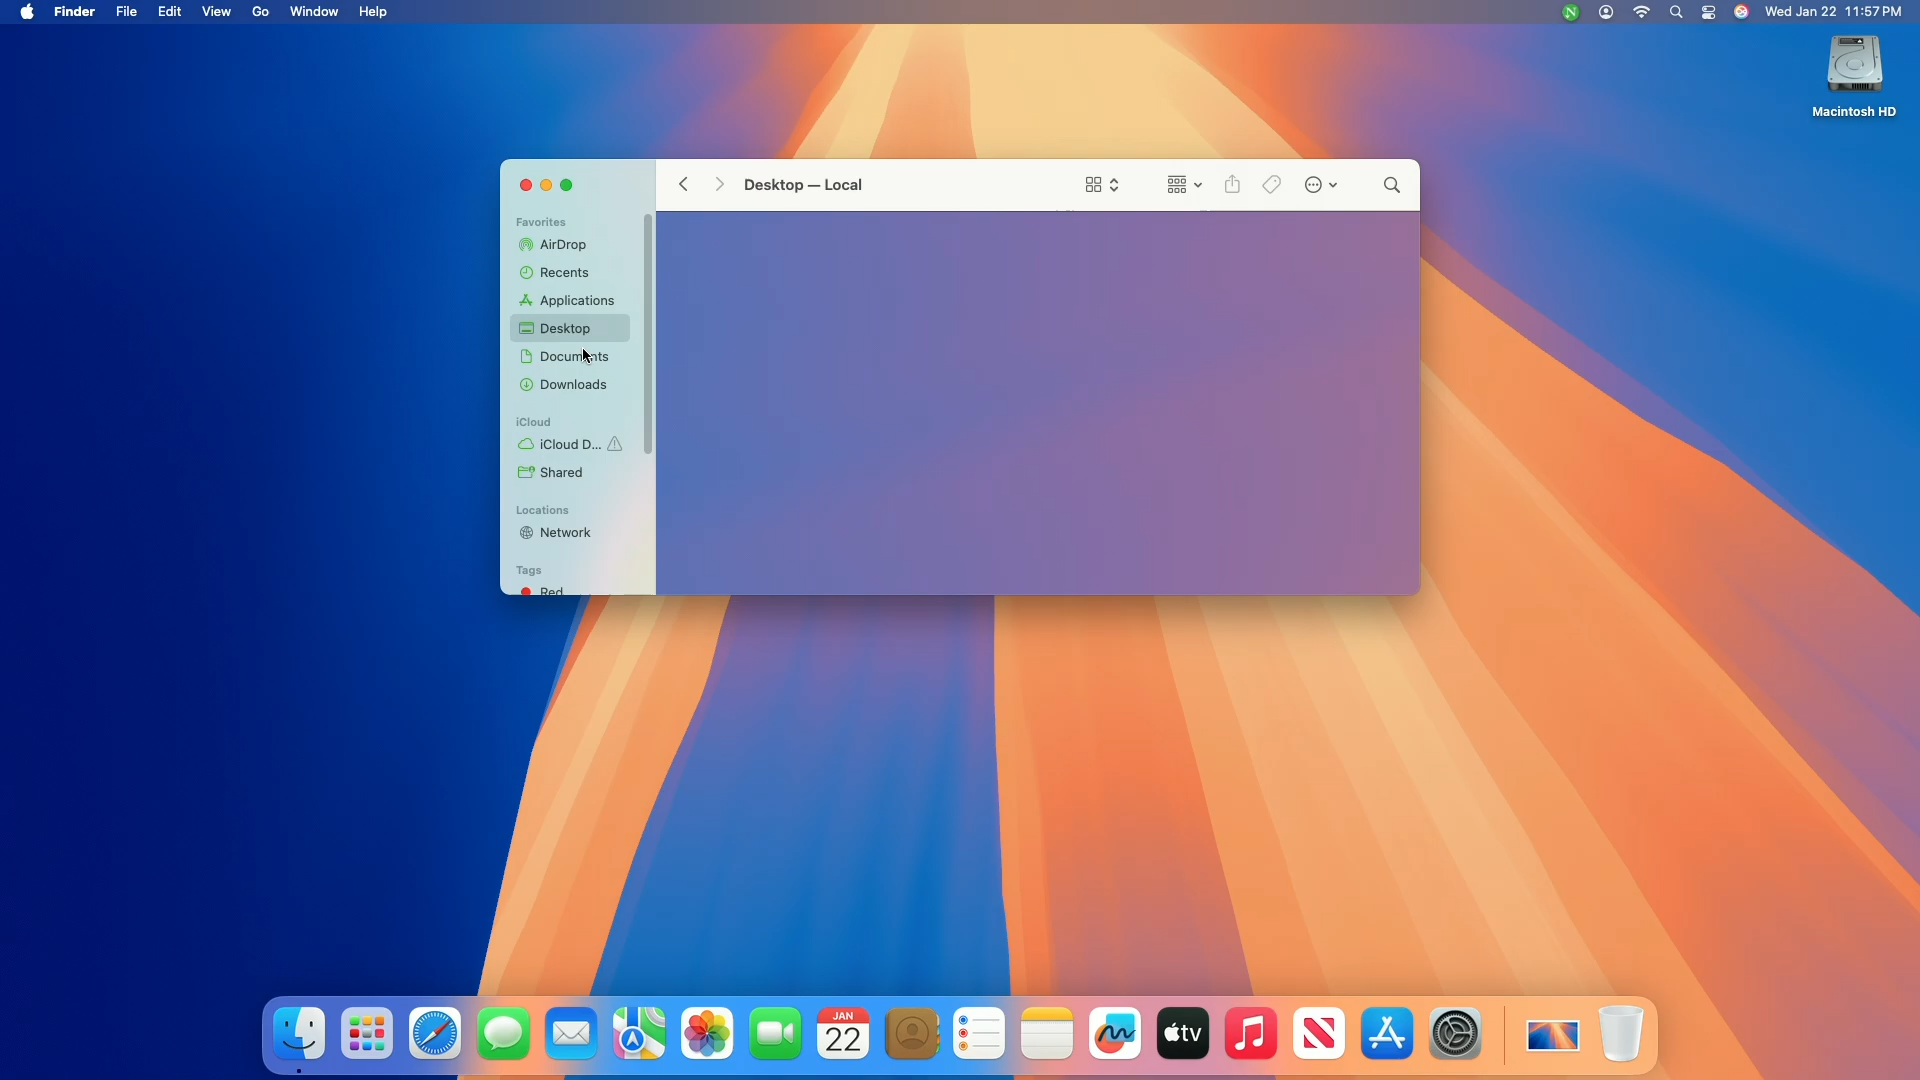 Finder File Edit View Go Window Help
N
Wed Jan 22 11:57 PM
Macintosh HD
Desktop — Local
Favorites
AirDrop
Recents
Applications
Desktop
Documents
Downloads
iCloud
iCloud D...
Shared
Locations
Network
Tags
Red
JAN
22
tv